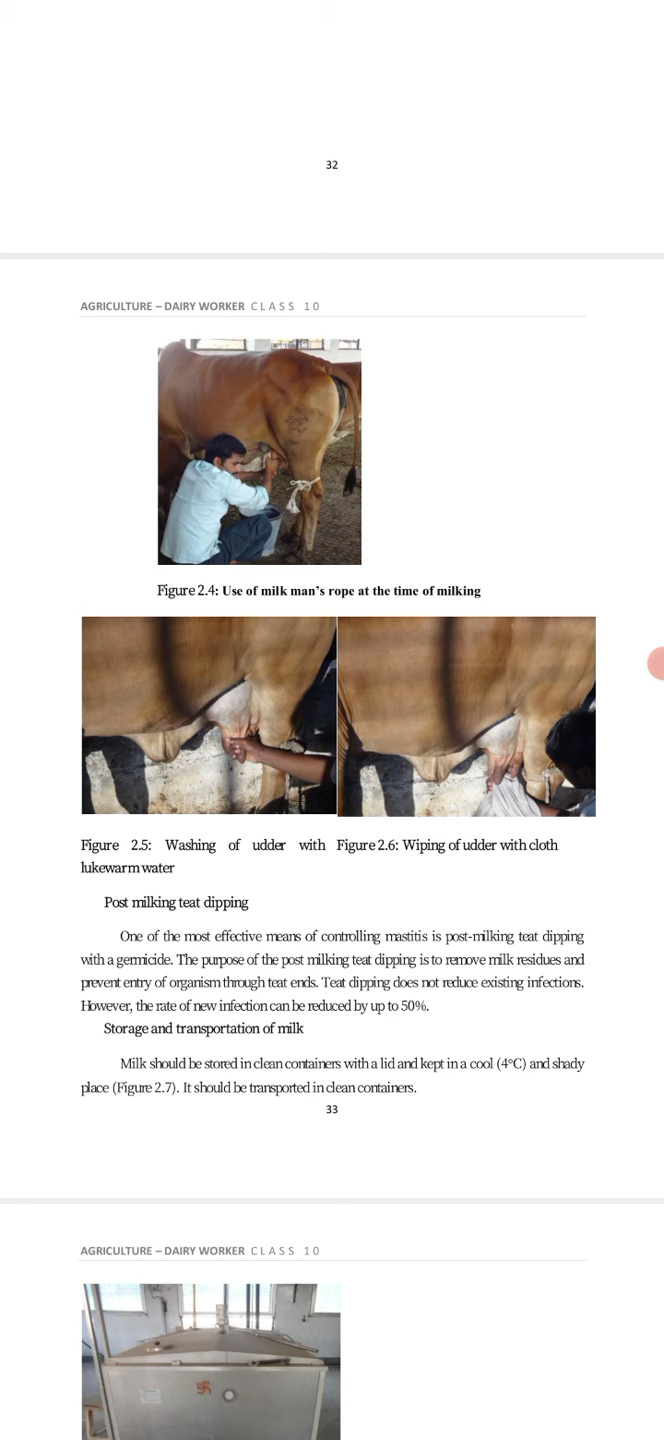 32
AGRICULTURE – DAIRY WORKER CLASS 10
Figure 2.4: Use of milk man's rope at the time of milking
Figure 2.5: Washing of udder with lukewarm water
Figure 2.6: Wiping of udder with cloth
Post milking teat dipping
One of the most effective means of controlling mastitis is post-milking teat dipping
with a germicide. The purpose of the post milking teat dipping is to remove milk residues and
prevent entry of organism through teat ends. Teat dipping does not reduce existing infections.
However, the rate of new infection can be reduced by up to 50%.
Storage and transportation of milk
Milk should be stored in clean containers with a lid and kept in a cool (4°C) and shady
place (Figure 2.7). It should be transported in clean containers.
33
AGRICULTURE – DAIRY WORKER CLASS 10